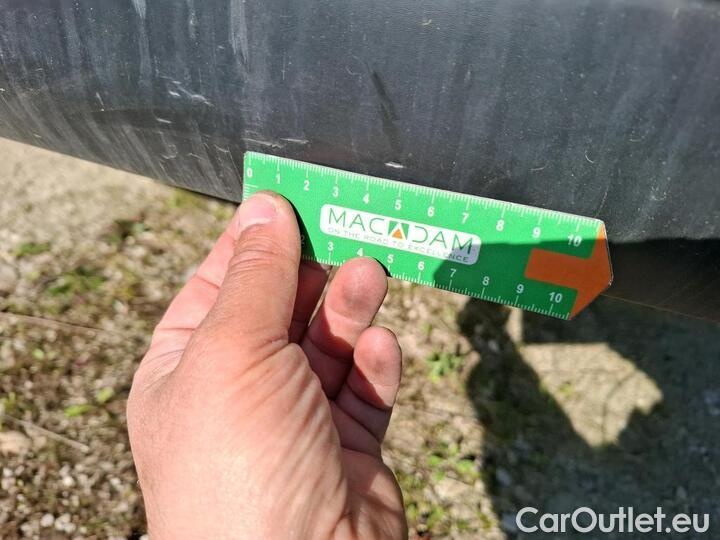 0 1 2 3 4 5 6 7 8 9 10
MACADAM
ON THE ROAD TO EXCELLENCE
2 3 4 5 6 7 8 9 10
CarOutlet.eu